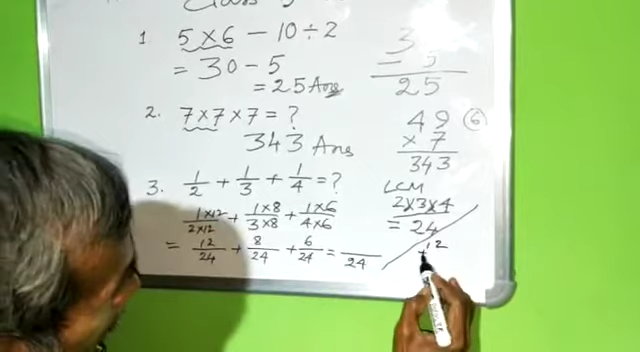 Class
1. 5 × 6 − 10 ÷ 2
= 30 − 5
= 25 Ans
3
− 5
25
2. 7 × 7 × 7 = ?
343 Ans
49 (6)
× 7
343
3. 1/2 + 1/3 + 1/4 = ?
1×12/2×12 + 1×8/3×8 + 1×6/4×6
= 12/24 + 8/24 + 6/24 = /24
LCM
2×3×4
= 24
12
+